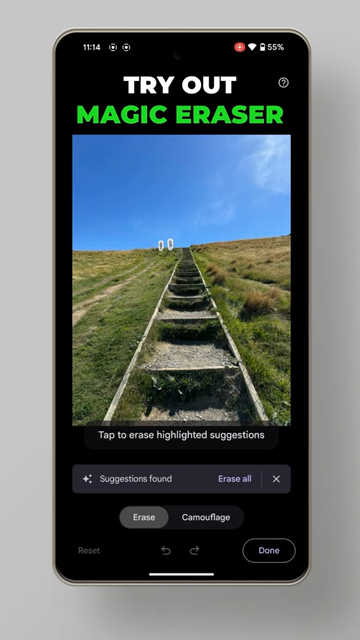 11:14
55%
TRY OUT
MAGIC ERASER
Tap to erase highlighted suggestions
Suggestions found
Erase all
Erase
Camouflage
Reset
Done